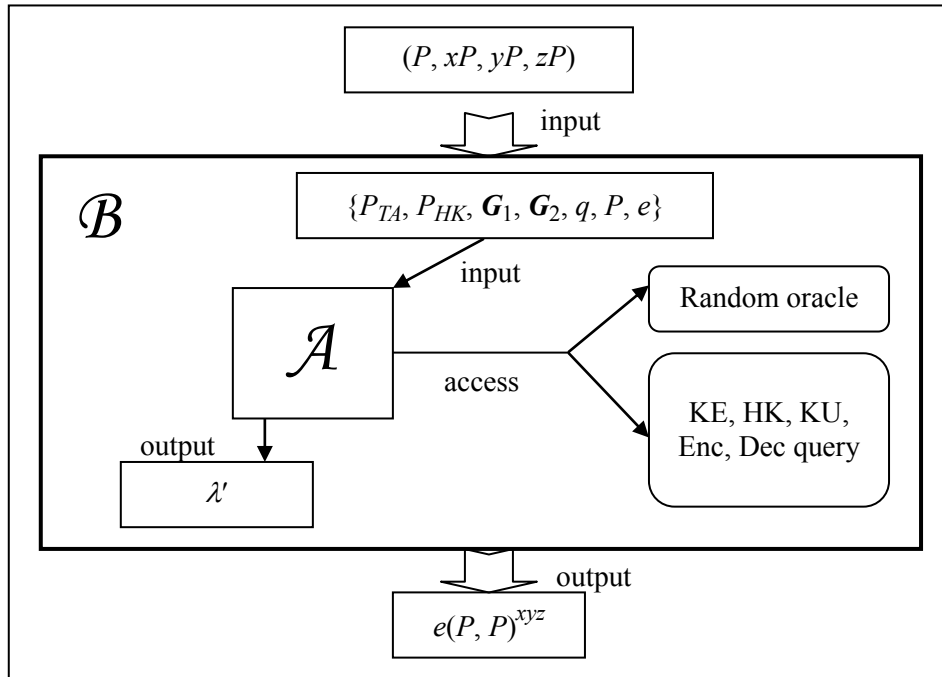 (P, xP, yP, zP)
input
ℬ
{P_TA, P_HK, G₁, G₂, q, P, e}
input
𝒜
access
Random oracle
KE, HK, KU,
Enc, Dec query
output
λ'
output
e(P, P)^xyz